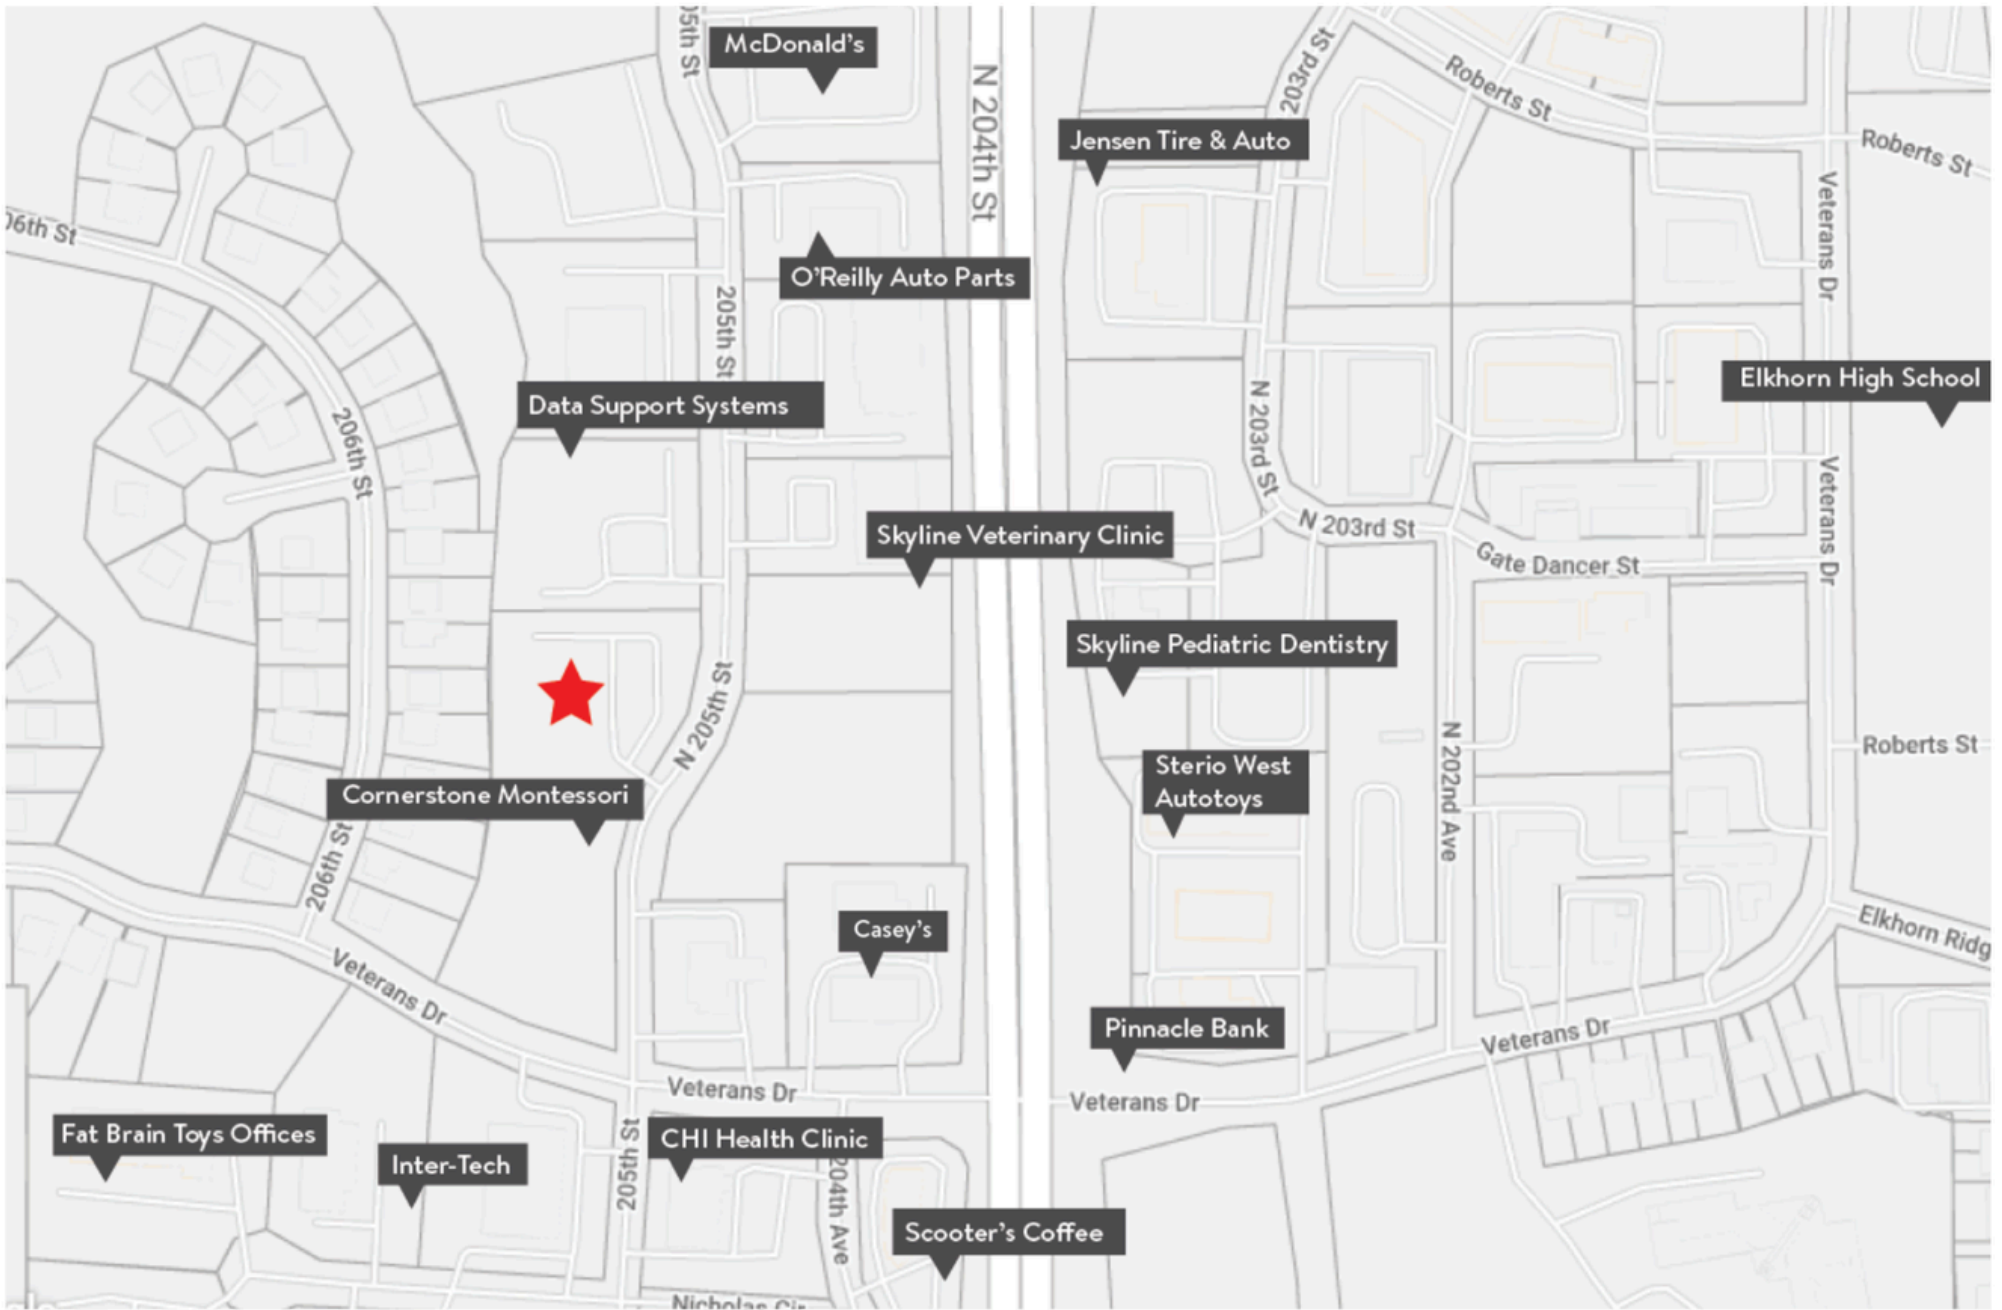 05th St
McDonald's
N 204th St
203rd St
Roberts St
Jensen Tire & Auto
Roberts St
06th St
Veterans Dr
O'Reilly Auto Parts
205th St
Data Support Systems
Elkhorn High School
206th St
N 203rd St
Skyline Veterinary Clinic
N 203rd St
Gate Dancer St
Veterans Dr
Skyline Pediatric Dentistry
N 205th St
Roberts St
Sterio West
Autotoys
Cornerstone Montessori
N 202nd Ave
206th St
Casey's
Elkhorn Ridg
Veterans Dr
Pinnacle Bank
Veterans Dr
Veterans Dr
Veterans Dr
Fat Brain Toys Offices
CHI Health Clinic
Inter-Tech
205th St
204th Ave
Scooter's Coffee
Nicholas Cir